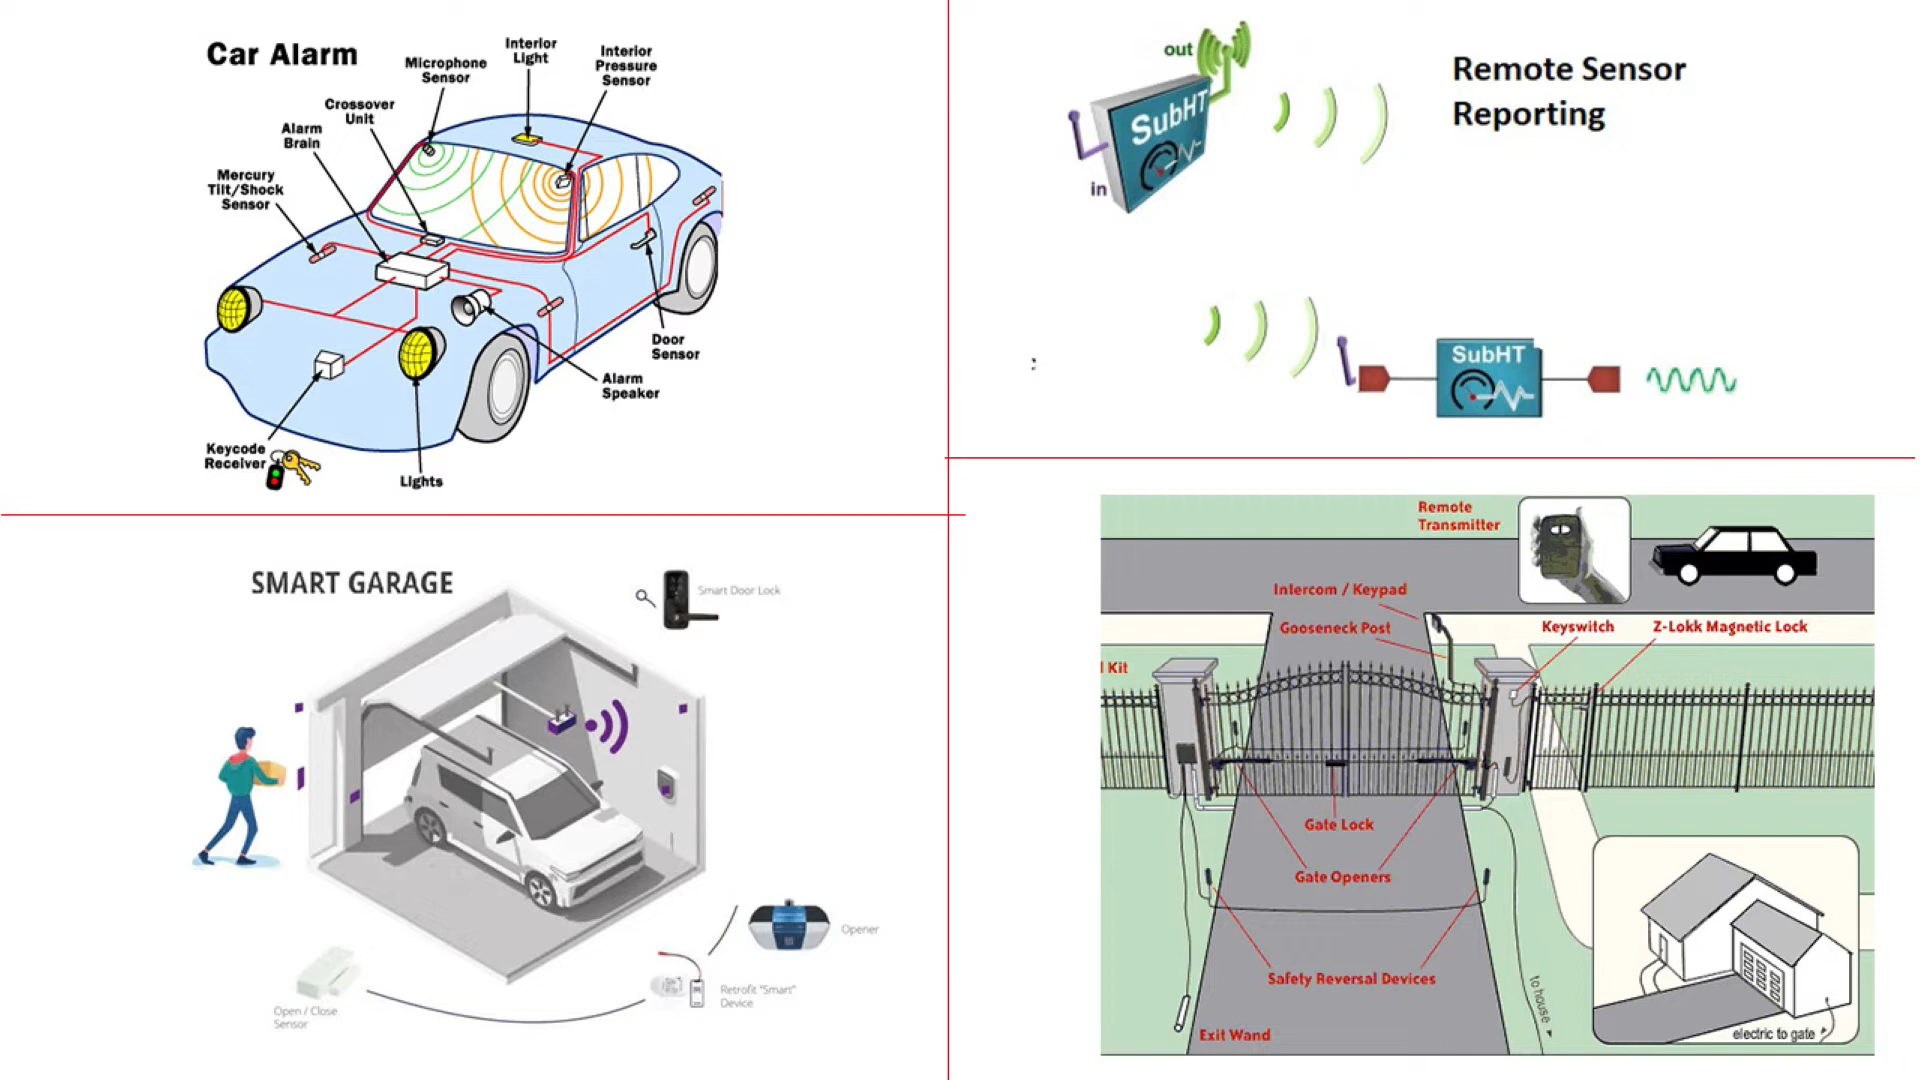 Car Alarm
Microphone
Sensor
Interior
Light
Interior
Pressure
Sensor
Crossover
Unit
Alarm
Brain
Mercury
Tilt/Shock
Sensor
Door
Sensor
Alarm
Speaker
Keycode
Receiver
Lights
out
SubHT
in
Remote Sensor
Reporting
SubHT
SMART GARAGE
Smart Door Lock
Opener
Retrofit "Smart"
Device
Open / Close
Sensor
Remote
Transmitter
Intercom / Keypad
Gooseneck Post
Keyswitch
Z-Lokk Magnetic Lock
l Kit
Gate Lock
Gate Openers
Safety Reversal Devices
Exit Wand
to house
electric to gate